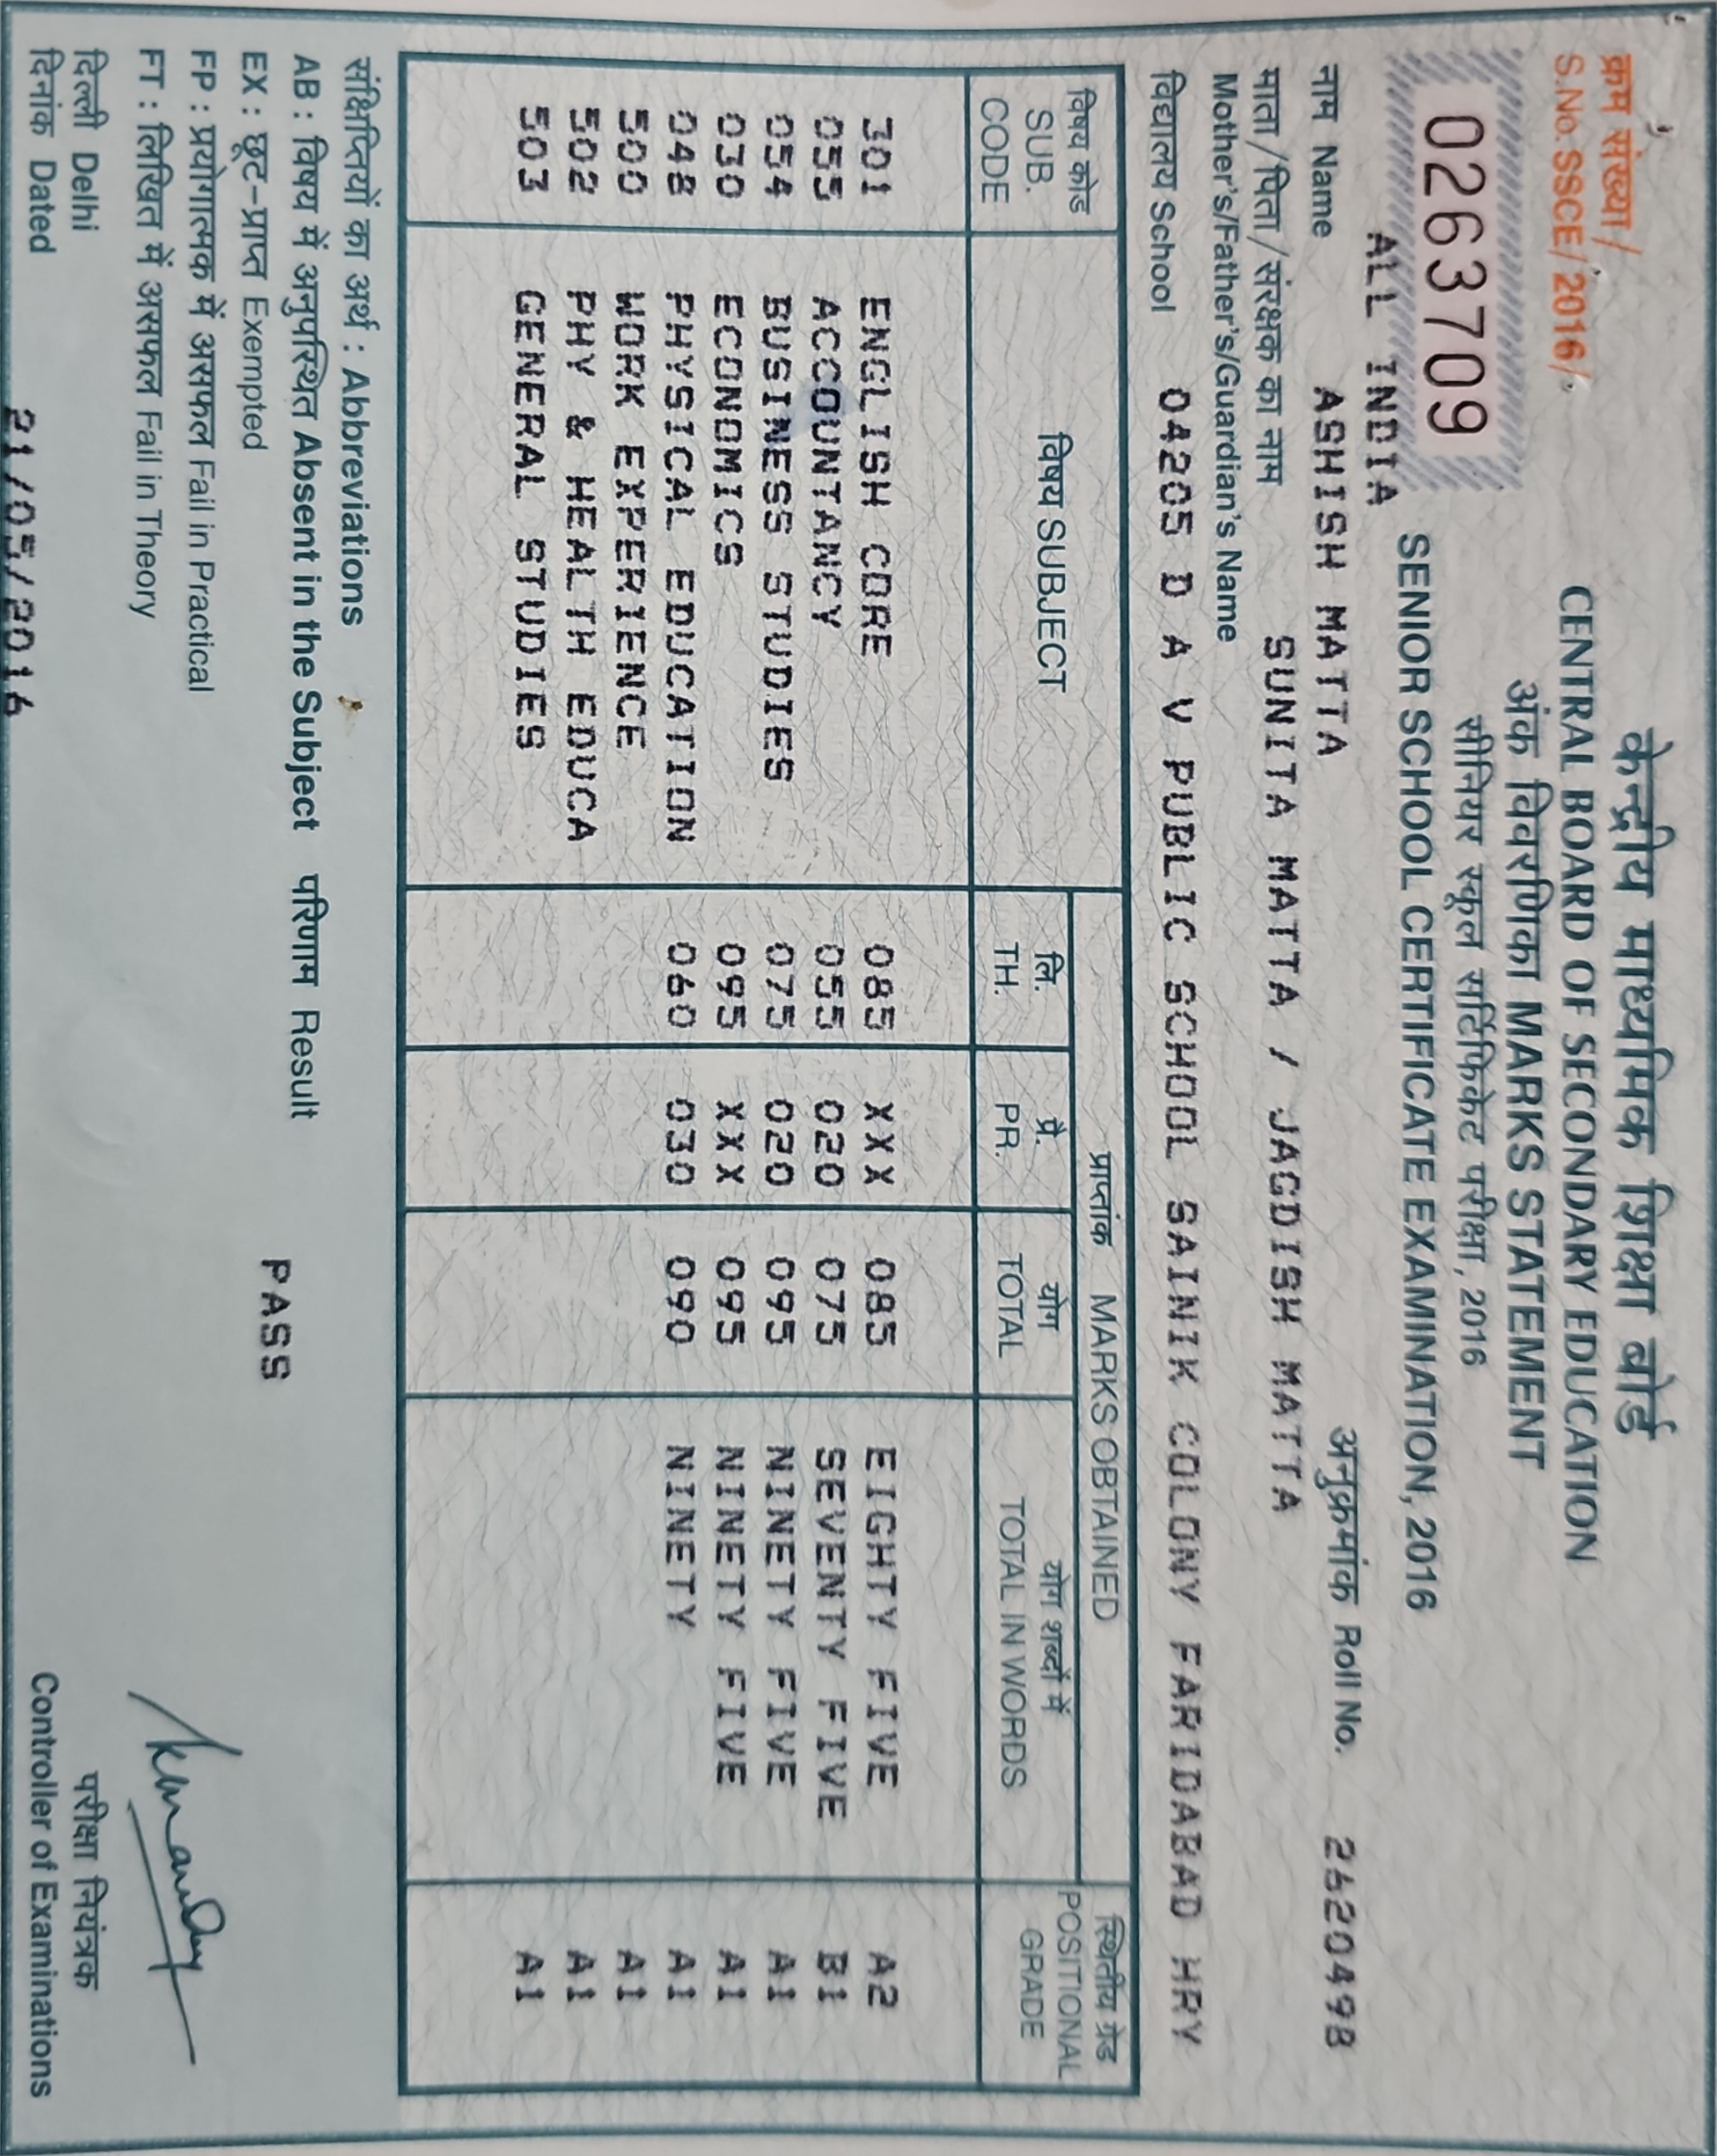 क्रम संख्या /
S.No. SSCE/ 2016/
0263709
ALL INDIA
केन्द्रीय माध्यमिक शिक्षा बोर्ड
CENTRAL BOARD OF SECONDARY EDUCATION
अंक विवरणिका MARKS STATEMENT
सीनियर स्कूल सर्टिफिकेट परीक्षा, 2016
SENIOR SCHOOL CERTIFICATE EXAMINATION, 2016
नाम Name ASHISH MATTA अनुक्रमांक Roll No. 2620498
माता/पिता/संरक्षक का नाम SUNITA MATTA / JAGDISH MATTA
Mother's/Father's/Guardian's Name
विद्यालय School 04205 D A V PUBLIC SCHOOL SAINIK COLONY FARIDABAD HRY
विषय कोड SUB. CODE विषय SUBJECT प्राप्तांक MARKS OBTAINED स्थितीय ग्रेड POSITIONAL GRADE
लि. TH. प्रै. PR. योग TOTAL योग शब्दों में TOTAL IN WORDS
301 ENGLISH CORE 085 XXX 085 EIGHTY FIVE A2
055 ACCOUNTANCY 055 020 075 SEVENTY FIVE B1
054 BUSINESS STUDIES 075 020 095 NINETY FIVE A1
030 ECONOMICS 095 XXX 095 NINETY FIVE A1
048 PHYSICAL EDUCATION 060 030 090 NINETY A1
500 WORK EXPERIENCE A1
502 PHY & HEALTH EDUCA A1
503 GENERAL STUDIES A1
संक्षिप्तियों का अर्थ : Abbreviations
AB : विषय में अनुपस्थित Absent in the Subject परिणाम Result PASS
EX : छूट-प्राप्त Exempted
FP : प्रयोगात्मक में असफल Fail in Practical
FT : लिखित में असफल Fail in Theory
दिल्ली Delhi
दिनांक Dated 21/05/2016
परीक्षा नियंत्रक
Controller of Examinations